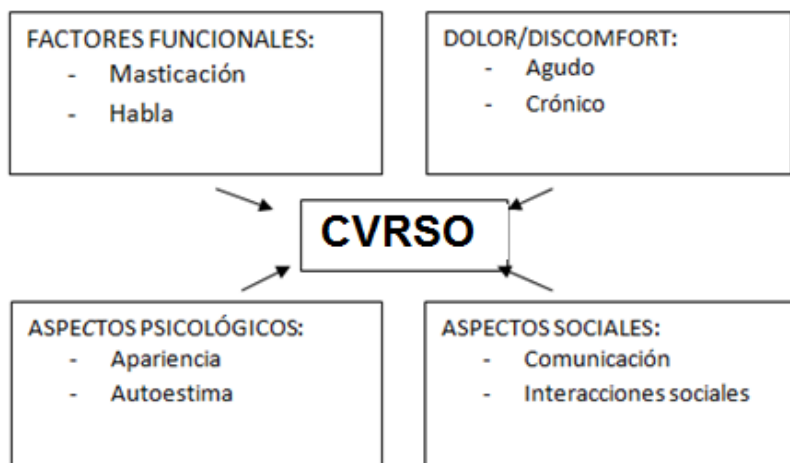 FACTORES FUNCIONALES:
- Masticación
- Habla
DOLOR/DISCOMFORT:
- Agudo
- Crónico
CVRSO
ASPECTOS PSICOLÓGICOS:
- Apariencia
- Autoestima
ASPECTOS SOCIALES:
- Comunicación
- Interacciones sociales